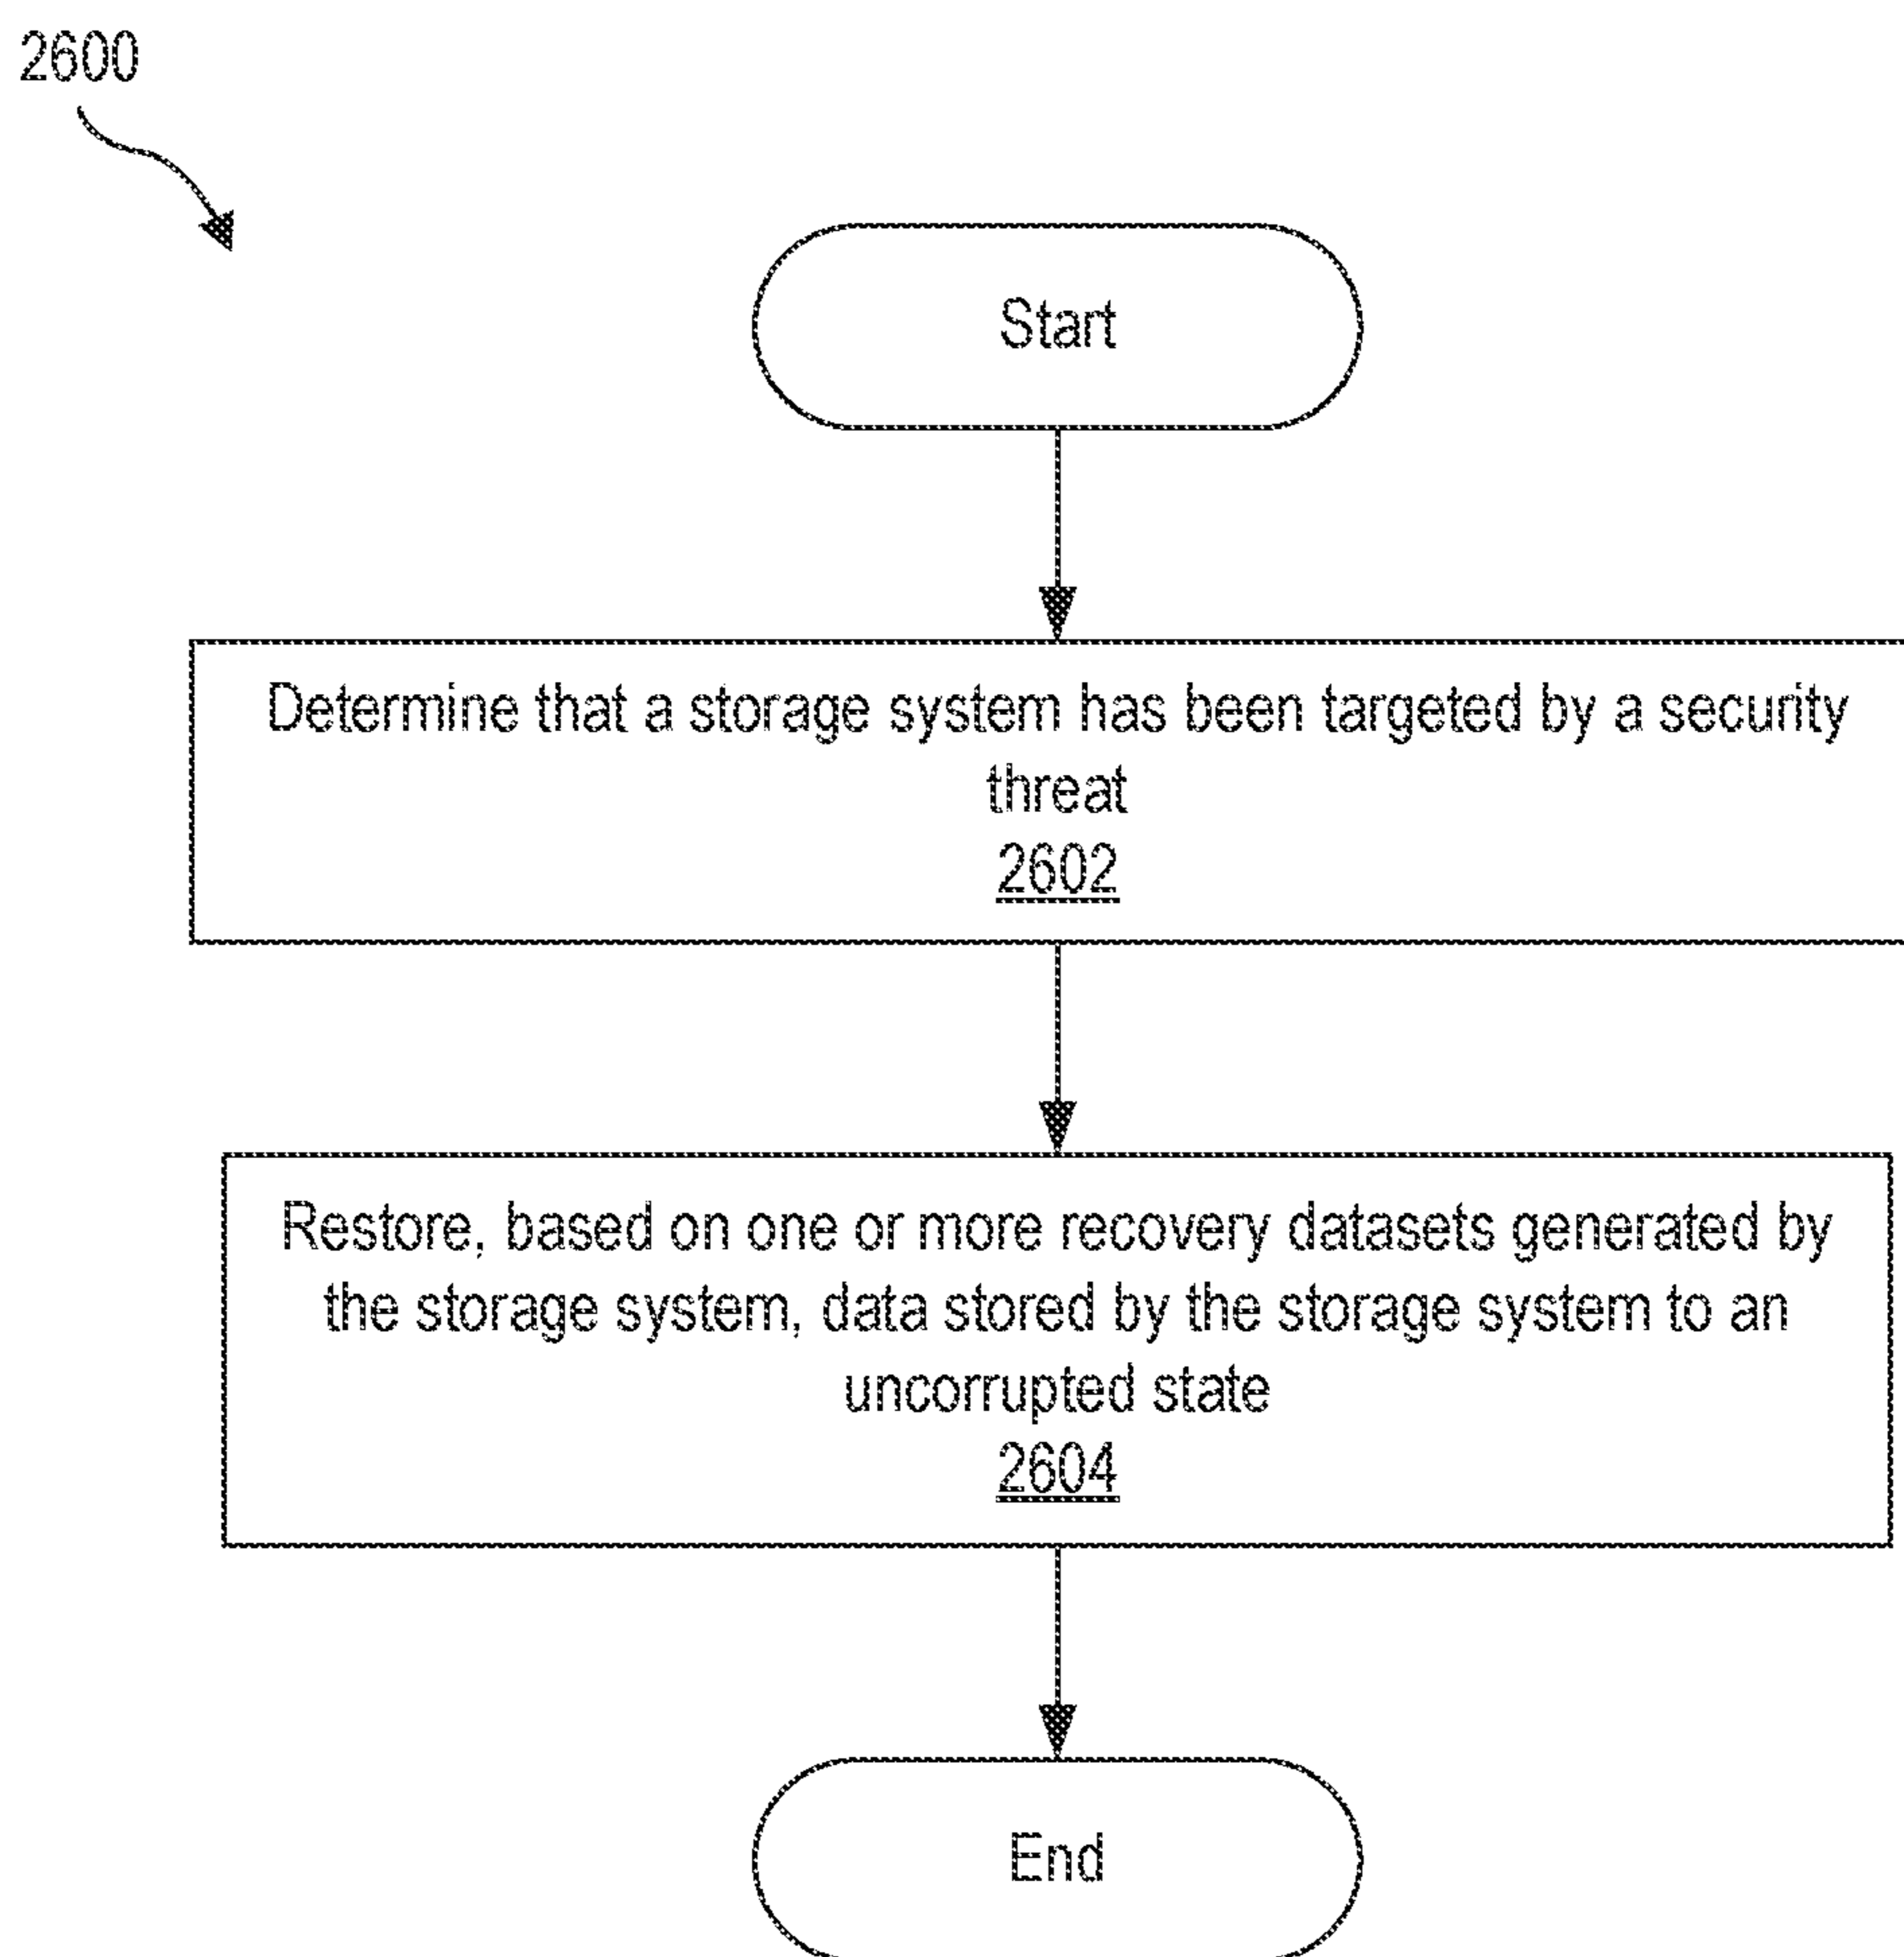 2600
Start
Determine that a storage system has been targeted by a security
threat
2602
Restore, based on one or more recovery datasets generated by
the storage system, data stored by the storage system to an
uncorrupted state
2604
End